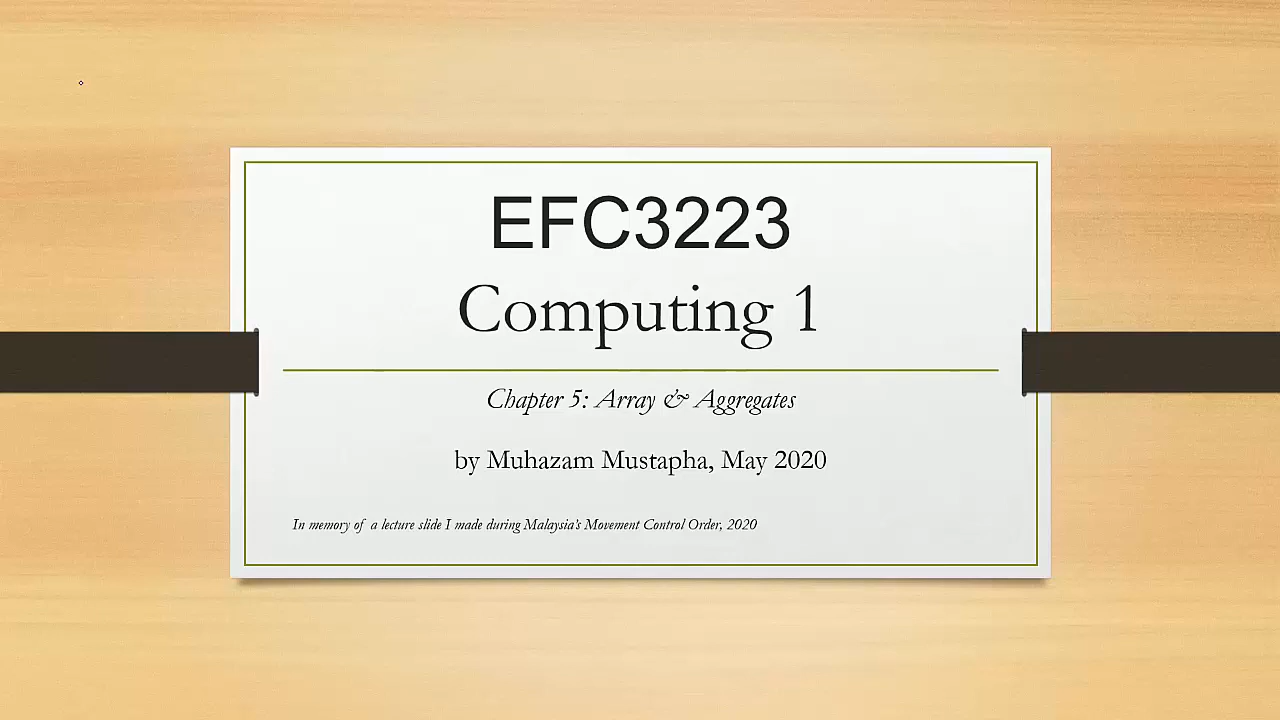 EFC3223
Computing 1
Chapter 5: Array & Aggregates
by Muhazam Mustapha, May 2020
In memory of a lecture slide I made during Malaysia's Movement Control Order, 2020